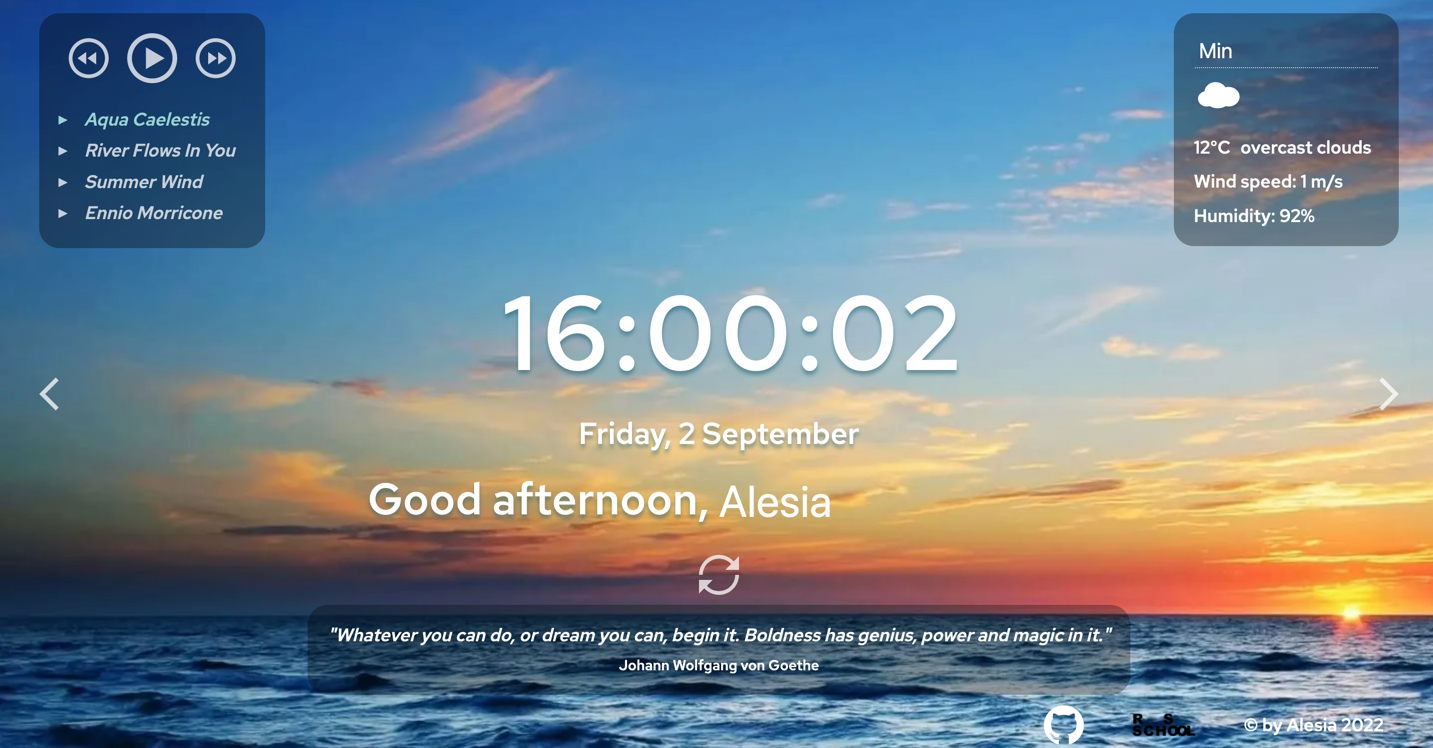 Aqua Caelestis
River Flows In You
Summer Wind
Ennio Morricone
Min
12°C overcast clouds
Wind speed: 1 m/s
Humidity: 92%
16:00:02
Friday, 2 September
Good afternoon, Alesia
"Whatever you can do, or dream you can, begin it. Boldness has genius, power and magic in it."
Johann Wolfgang von Goethe
R S
SCHOOL
© by Alesia 2022